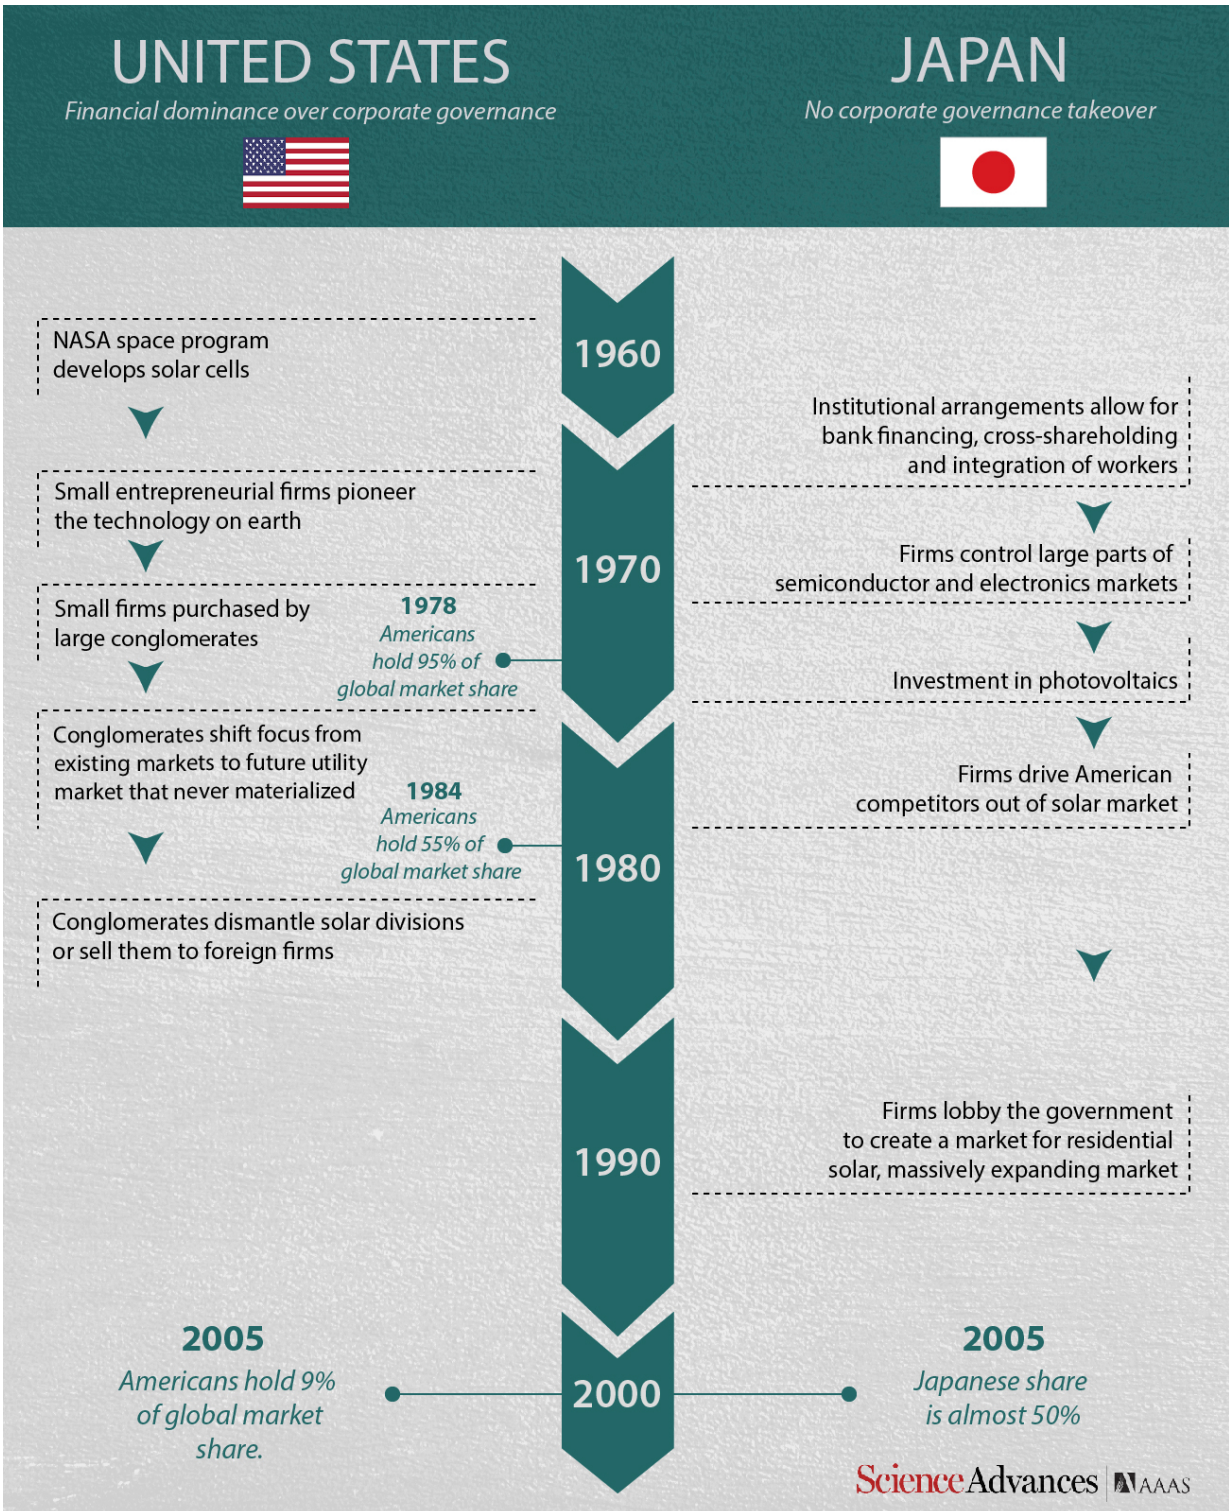 UNITED STATES
Financial dominance over corporate governance
JAPAN
No corporate governance takeover
1960
NASA space program
develops solar cells
Institutional arrangements allow for
bank financing, cross-shareholding
and integration of workers
Small entrepreneurial firms pioneer
the technology on earth
1970
Firms control large parts of
semiconductor and electronics markets
Small firms purchased by
large conglomerates
1978
Americans
hold 95% of
global market share
Investment in photovoltaics
Conglomerates shift focus from
existing markets to future utility
market that never materialized
1984
Americans
hold 55% of
global market share
Firms drive American
competitors out of solar market
1980
Conglomerates dismantle solar divisions
or sell them to foreign firms
1990
Firms lobby the government
to create a market for residential
solar, massively expanding market
2005
Americans hold 9%
of global market
share.
2000
2005
Japanese share
is almost 50%
ScienceAdvances AAAS